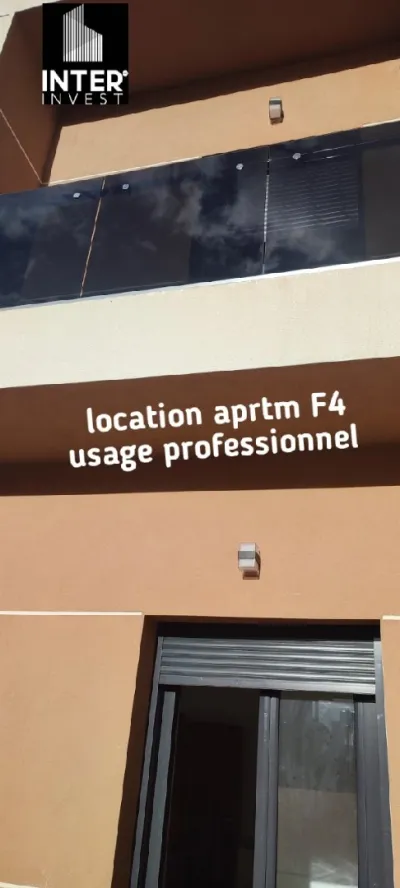 INTER
INVEST
location aprtm F4
usage professionnel